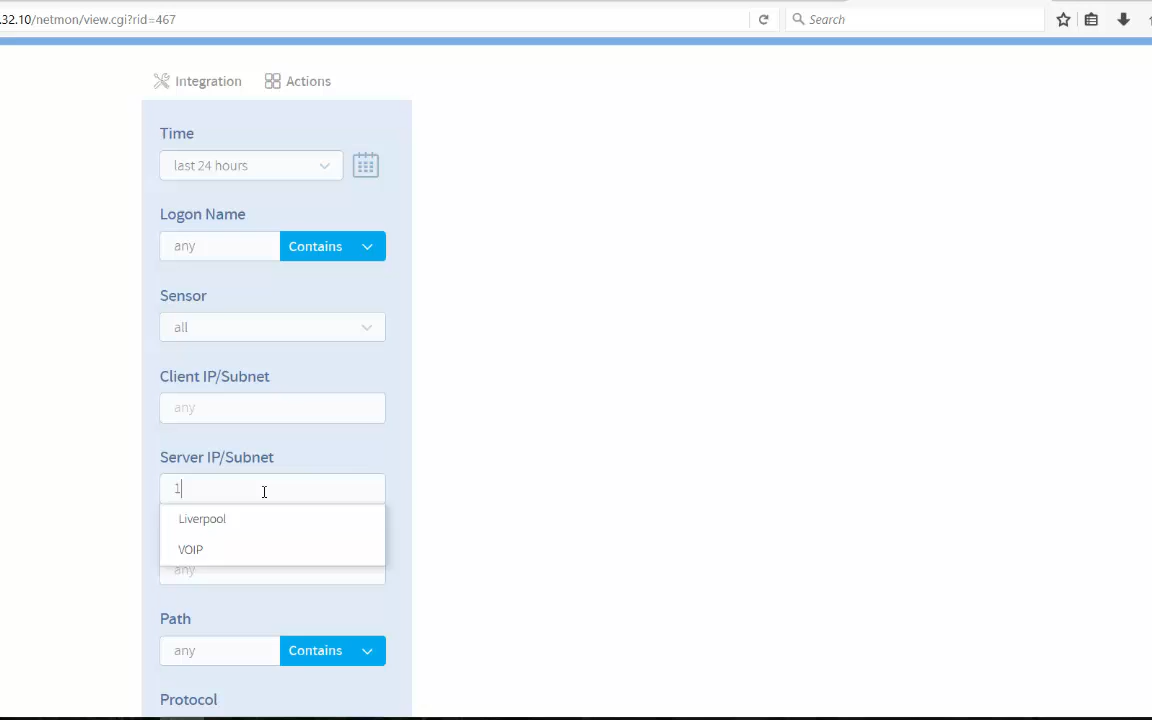 .32.10/netmon/view.cgi?rid=467
Search
Integration
Actions
Time
last 24 hours
Logon Name
any
Contains
Sensor
all
Client IP/Subnet
any
Server IP/Subnet
1
Liverpool
VOIP
any
Path
any
Contains
Protocol